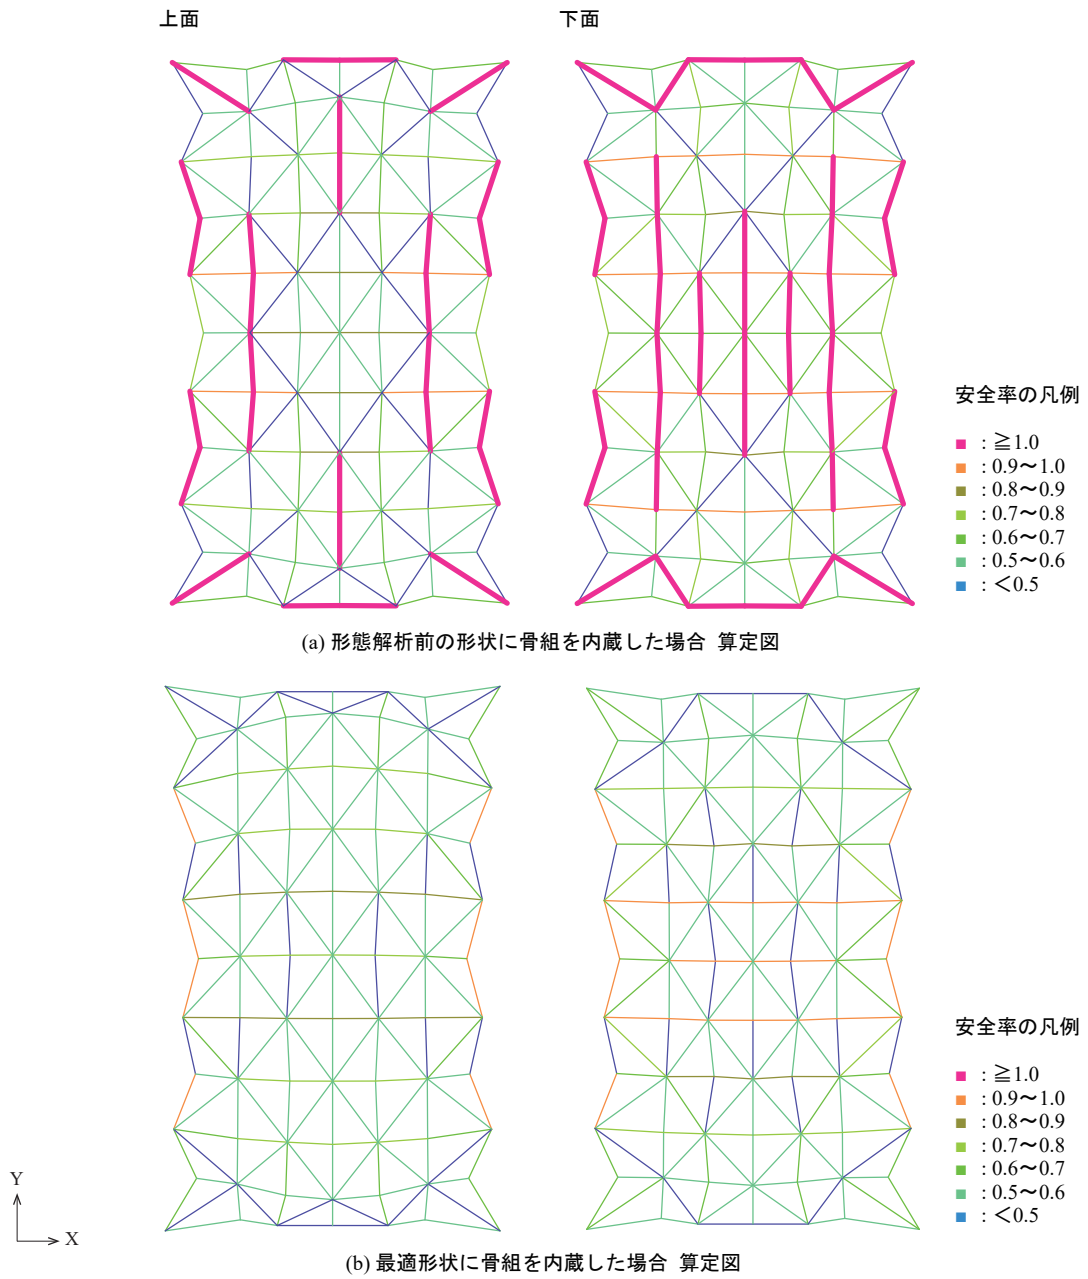 上面
下面
安全率の凡例
■ : ≧1.0
■ : 0.9〜1.0
■ : 0.8〜0.9
■ : 0.7〜0.8
■ : 0.6〜0.7
■ : 0.5〜0.6
■ : ＜0.5
(a) 形態解析前の形状に骨組を内蔵した場合 算定図
安全率の凡例
■ : ≧1.0
■ : 0.9〜1.0
■ : 0.8〜0.9
■ : 0.7〜0.8
■ : 0.6〜0.7
■ : 0.5〜0.6
■ : ＜0.5
Y
X
(b) 最適形状に骨組を内蔵した場合 算定図